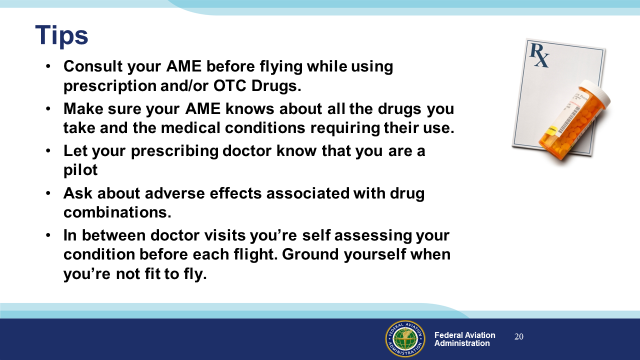 Tips
• Consult your AME before flying while using
prescription and/or OTC Drugs.
• Make sure your AME knows about all the drugs you
take and the medical conditions requiring their use.
• Let your prescribing doctor know that you are a
pilot
• Ask about adverse effects associated with drug
combinations.
• In between doctor visits you’re self assessing your
condition before each flight. Ground yourself when
you’re not fit to fly.
Rx
Federal Aviation
Administration
20